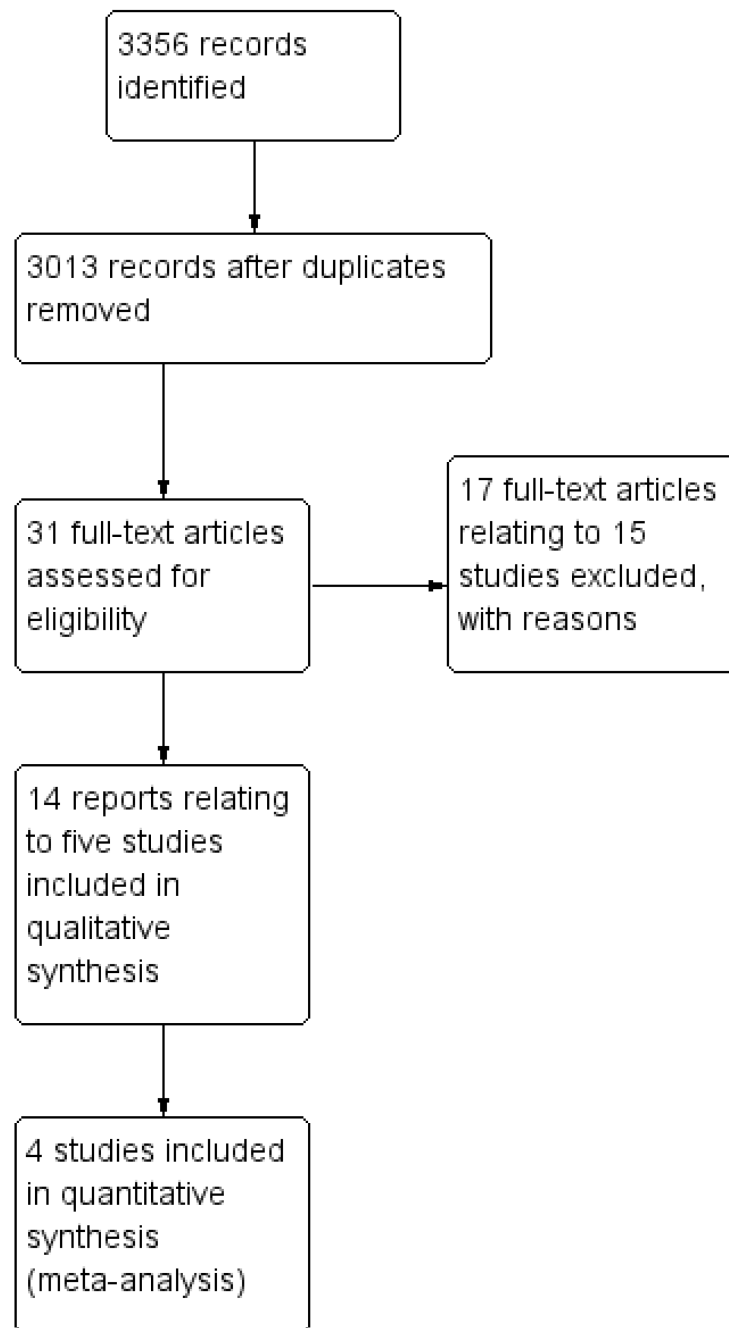 3356 records
identified
3013 records after duplicates
removed
31 full-text articles
assessed for
eligibility
17 full-text articles
relating to 15
studies excluded,
with reasons
14 reports relating
to five studies
included in
qualitative
synthesis
4 studies included
in quantitative
synthesis
(meta-analysis)